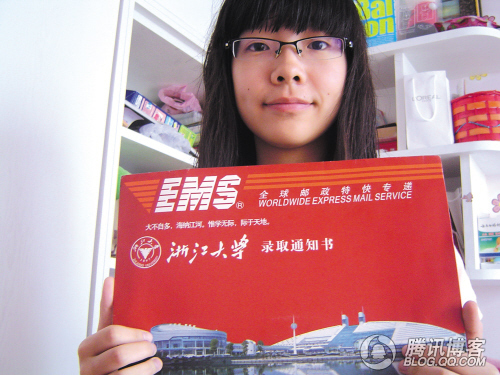 EMS®
全球邮政特快专递
WORLDWIDE EXPRESS MAIL SERVICE
大不自多，海纳江河，惟学无际，际于天地。
浙江大学 录取通知书
腾讯博客
BLOG.QQ.COM